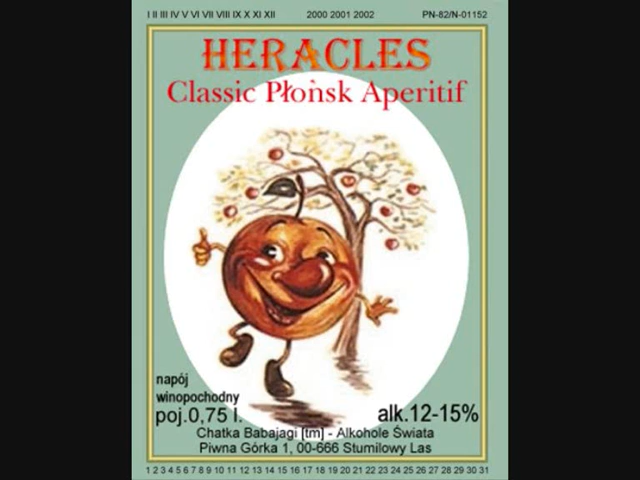 I II III IV V VI VII VIII IX X XI XII 2000 2001 2002 PN-82/N-01152
HERACLES
Classic Płońsk Aperitif
napój
winopochodny
poj.0,75 l. alk.12-15%
Chatka Babajagi [tm] - Alkohole Świata
Piwna Górka 1, 00-666 Stumilowy Las
1 2 3 4 5 6 7 8 9 10 11 12 13 14 15 16 17 18 19 20 21 22 23 24 25 26 27 28 29 30 31